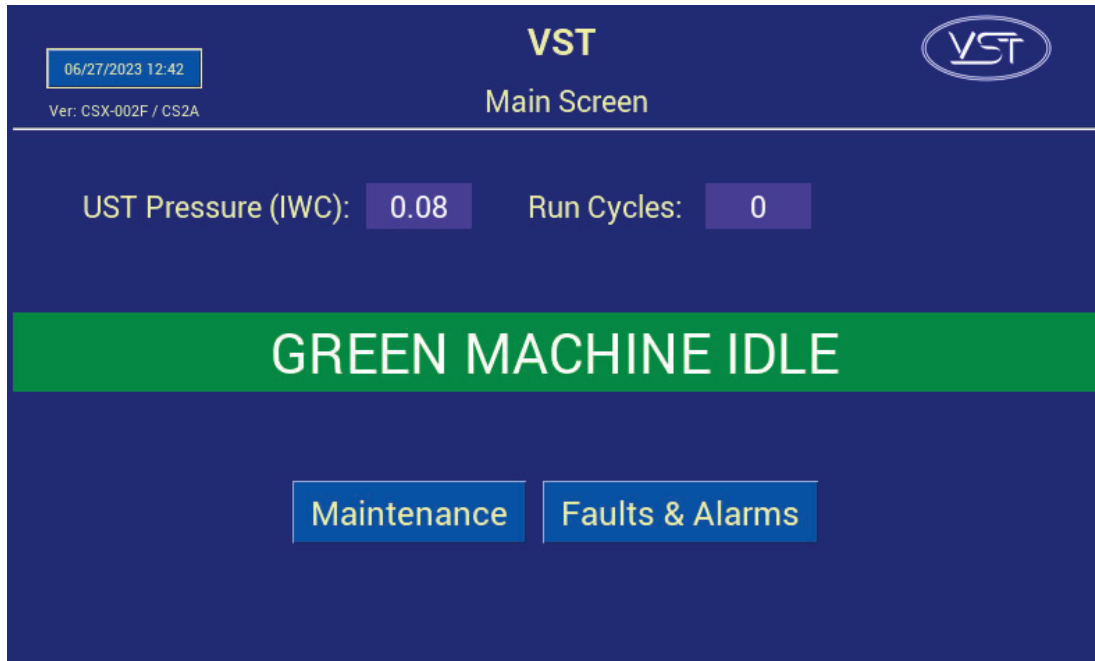 VST
VST
06/27/2023 12:42
Main Screen
Ver: CSX-002F / CS2A
UST Pressure (IWC): 0.08 Run Cycles: 0
GREEN MACHINE IDLE
Maintenance Faults & Alarms